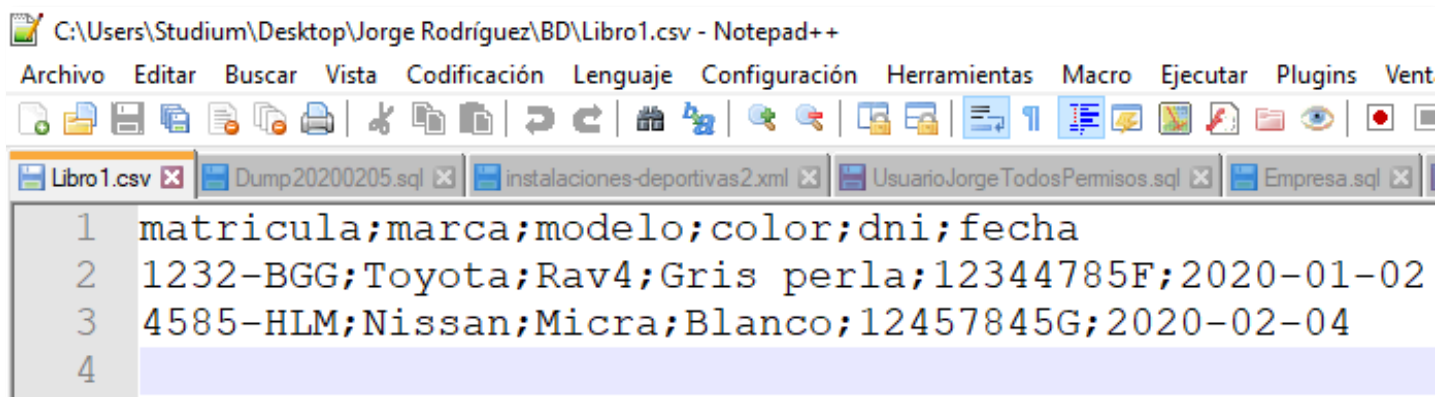 C:\Users\Studium\Desktop\Jorge Rodríguez\BD\Libro1.csv - Notepad++
Archivo Editar Buscar Vista Codificación Lenguaje Configuración Herramientas Macro Ejecutar Plugins Vent
Libro1.csv Dump20200205.sql instalaciones-deportivas2.xml UsuarioJorgeTodosPermisos.sql Empresa.sql
1 matricula;marca;modelo;color;dni;fecha
2 1232-BGG;Toyota;Rav4;Gris perla;12344785F;2020-01-02
3 4585-HLM;Nissan;Micra;Blanco;12457845G;2020-02-04
4